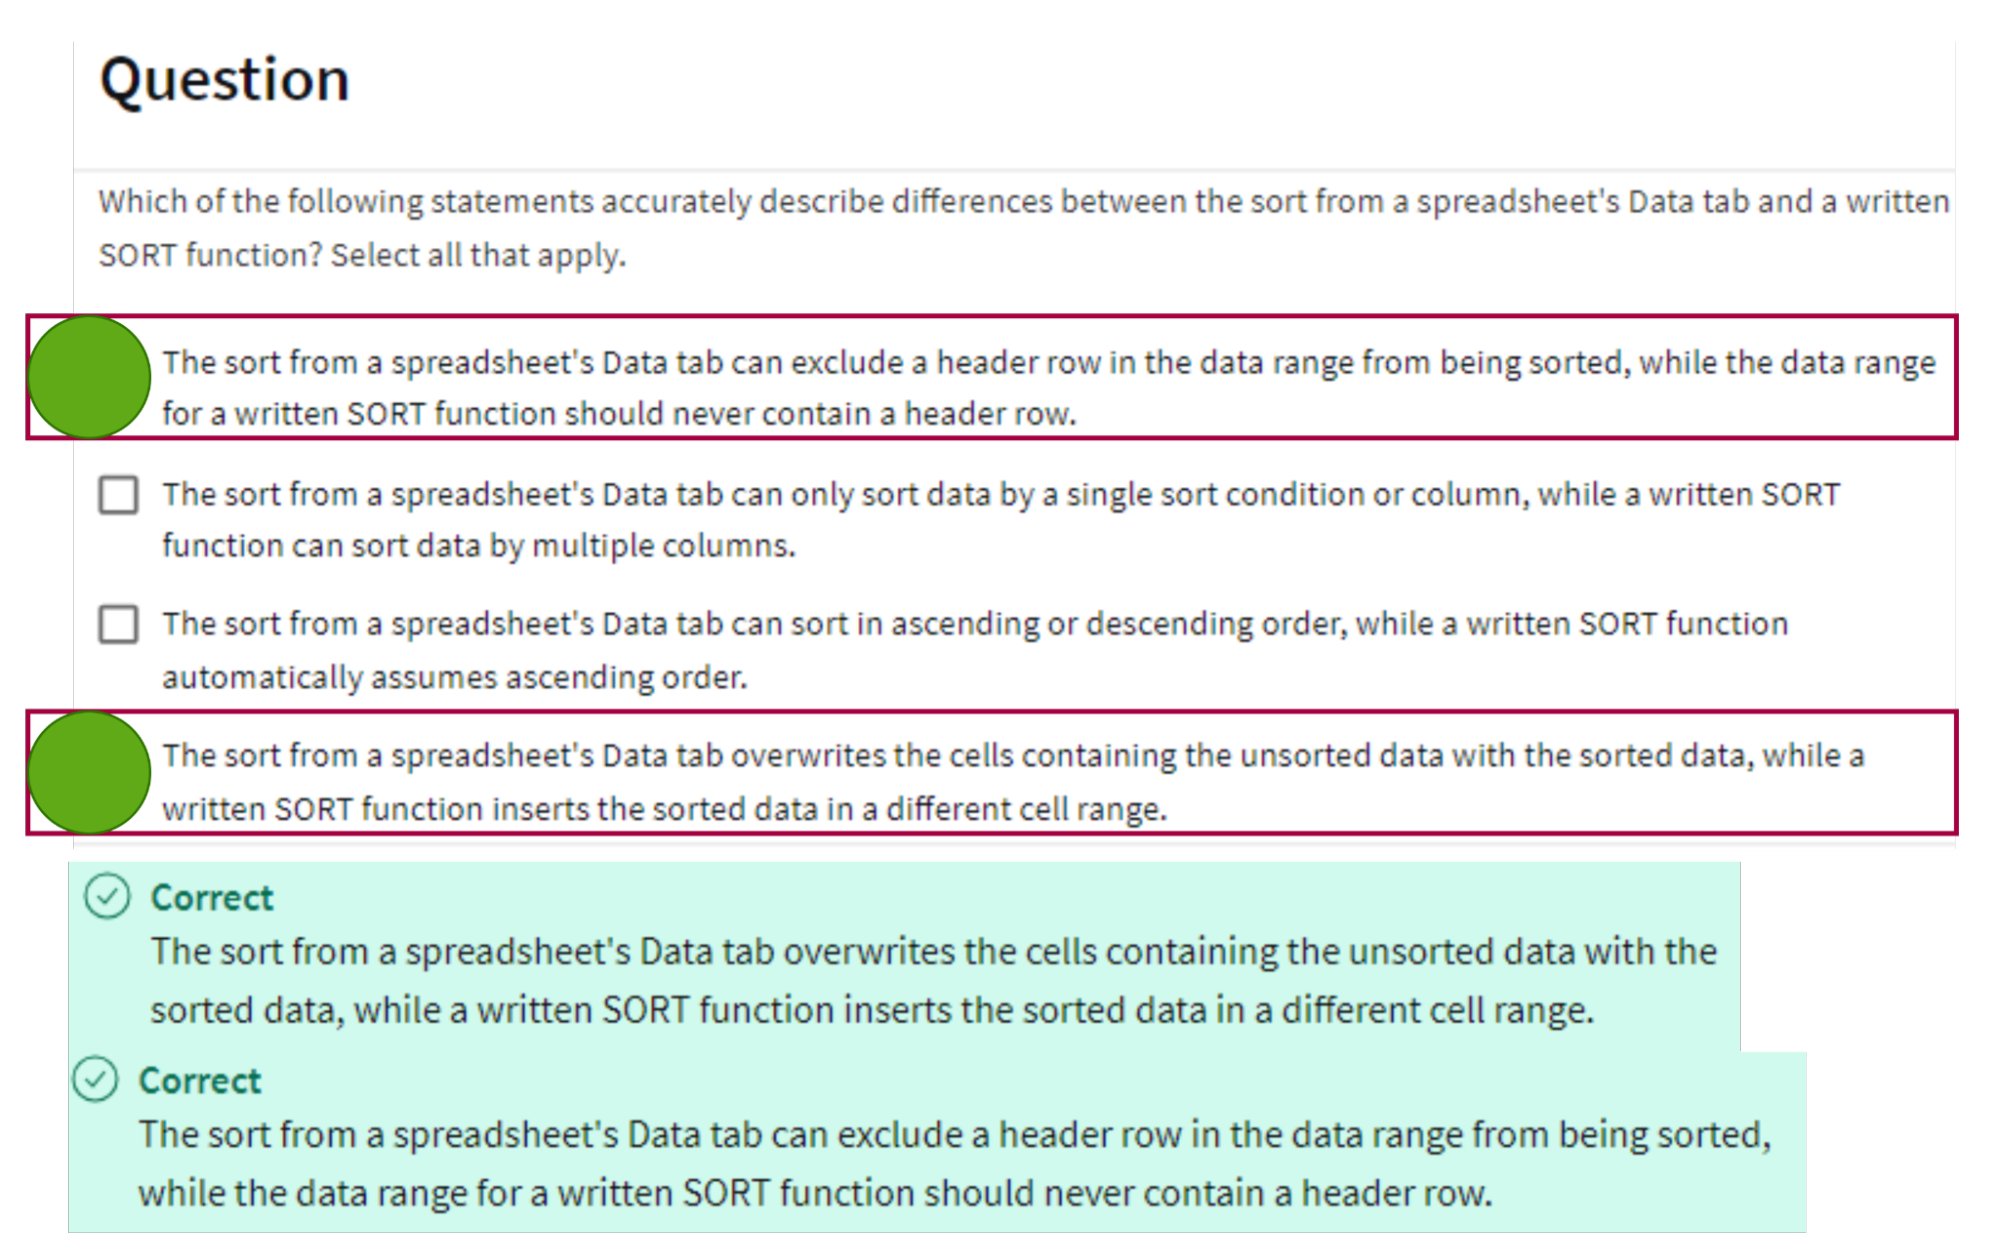 Question
Which of the following statements accurately describe differences between the sort from a spreadsheet's Data tab and a written
SORT function? Select all that apply.
The sort from a spreadsheet's Data tab can exclude a header row in the data range from being sorted, while the data range
for a written SORT function should never contain a header row.
The sort from a spreadsheet's Data tab can only sort data by a single sort condition or column, while a written SORT
function can sort data by multiple columns.
The sort from a spreadsheet's Data tab can sort in ascending or descending order, while a written SORT function
automatically assumes ascending order.
The sort from a spreadsheet's Data tab overwrites the cells containing the unsorted data with the sorted data, while a
written SORT function inserts the sorted data in a different cell range.
Correct
The sort from a spreadsheet's Data tab overwrites the cells containing the unsorted data with the
sorted data, while a written SORT function inserts the sorted data in a different cell range.
Correct
The sort from a spreadsheet's Data tab can exclude a header row in the data range from being sorted,
while the data range for a written SORT function should never contain a header row.